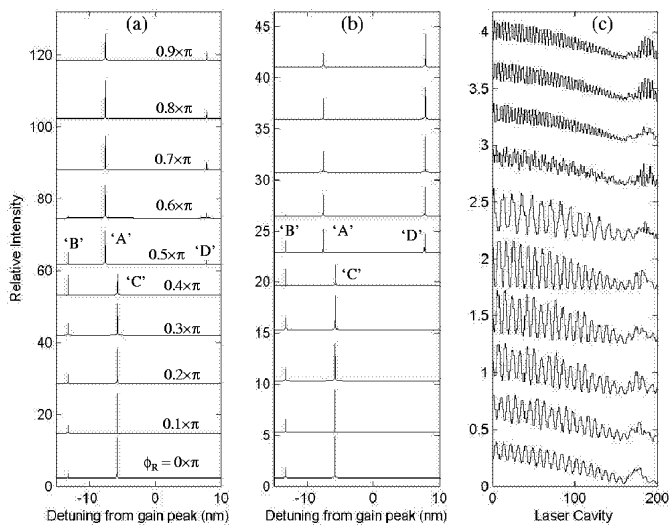 (a)
(b)
(c)
120
100
80
60
40
20
0
Relative Intensity
0.9×π
0.8×π
0.7×π
0.6×π
'B'
'A'
'D'
0.5×π
'C'
0.4×π
0.3×π
0.2×π
0.1×π
ϕR = 0×π
-10
0
10
Detuning from gain peak (nm)
45
40
35
30
25
20
15
10
5
0
'B'
'A'
'D'
'C'
-10
0
10
Detuning from gain peak (nm)
4
3.5
3
2.5
2
1.5
1
0.5
0
0
100
200
Laser Cavity